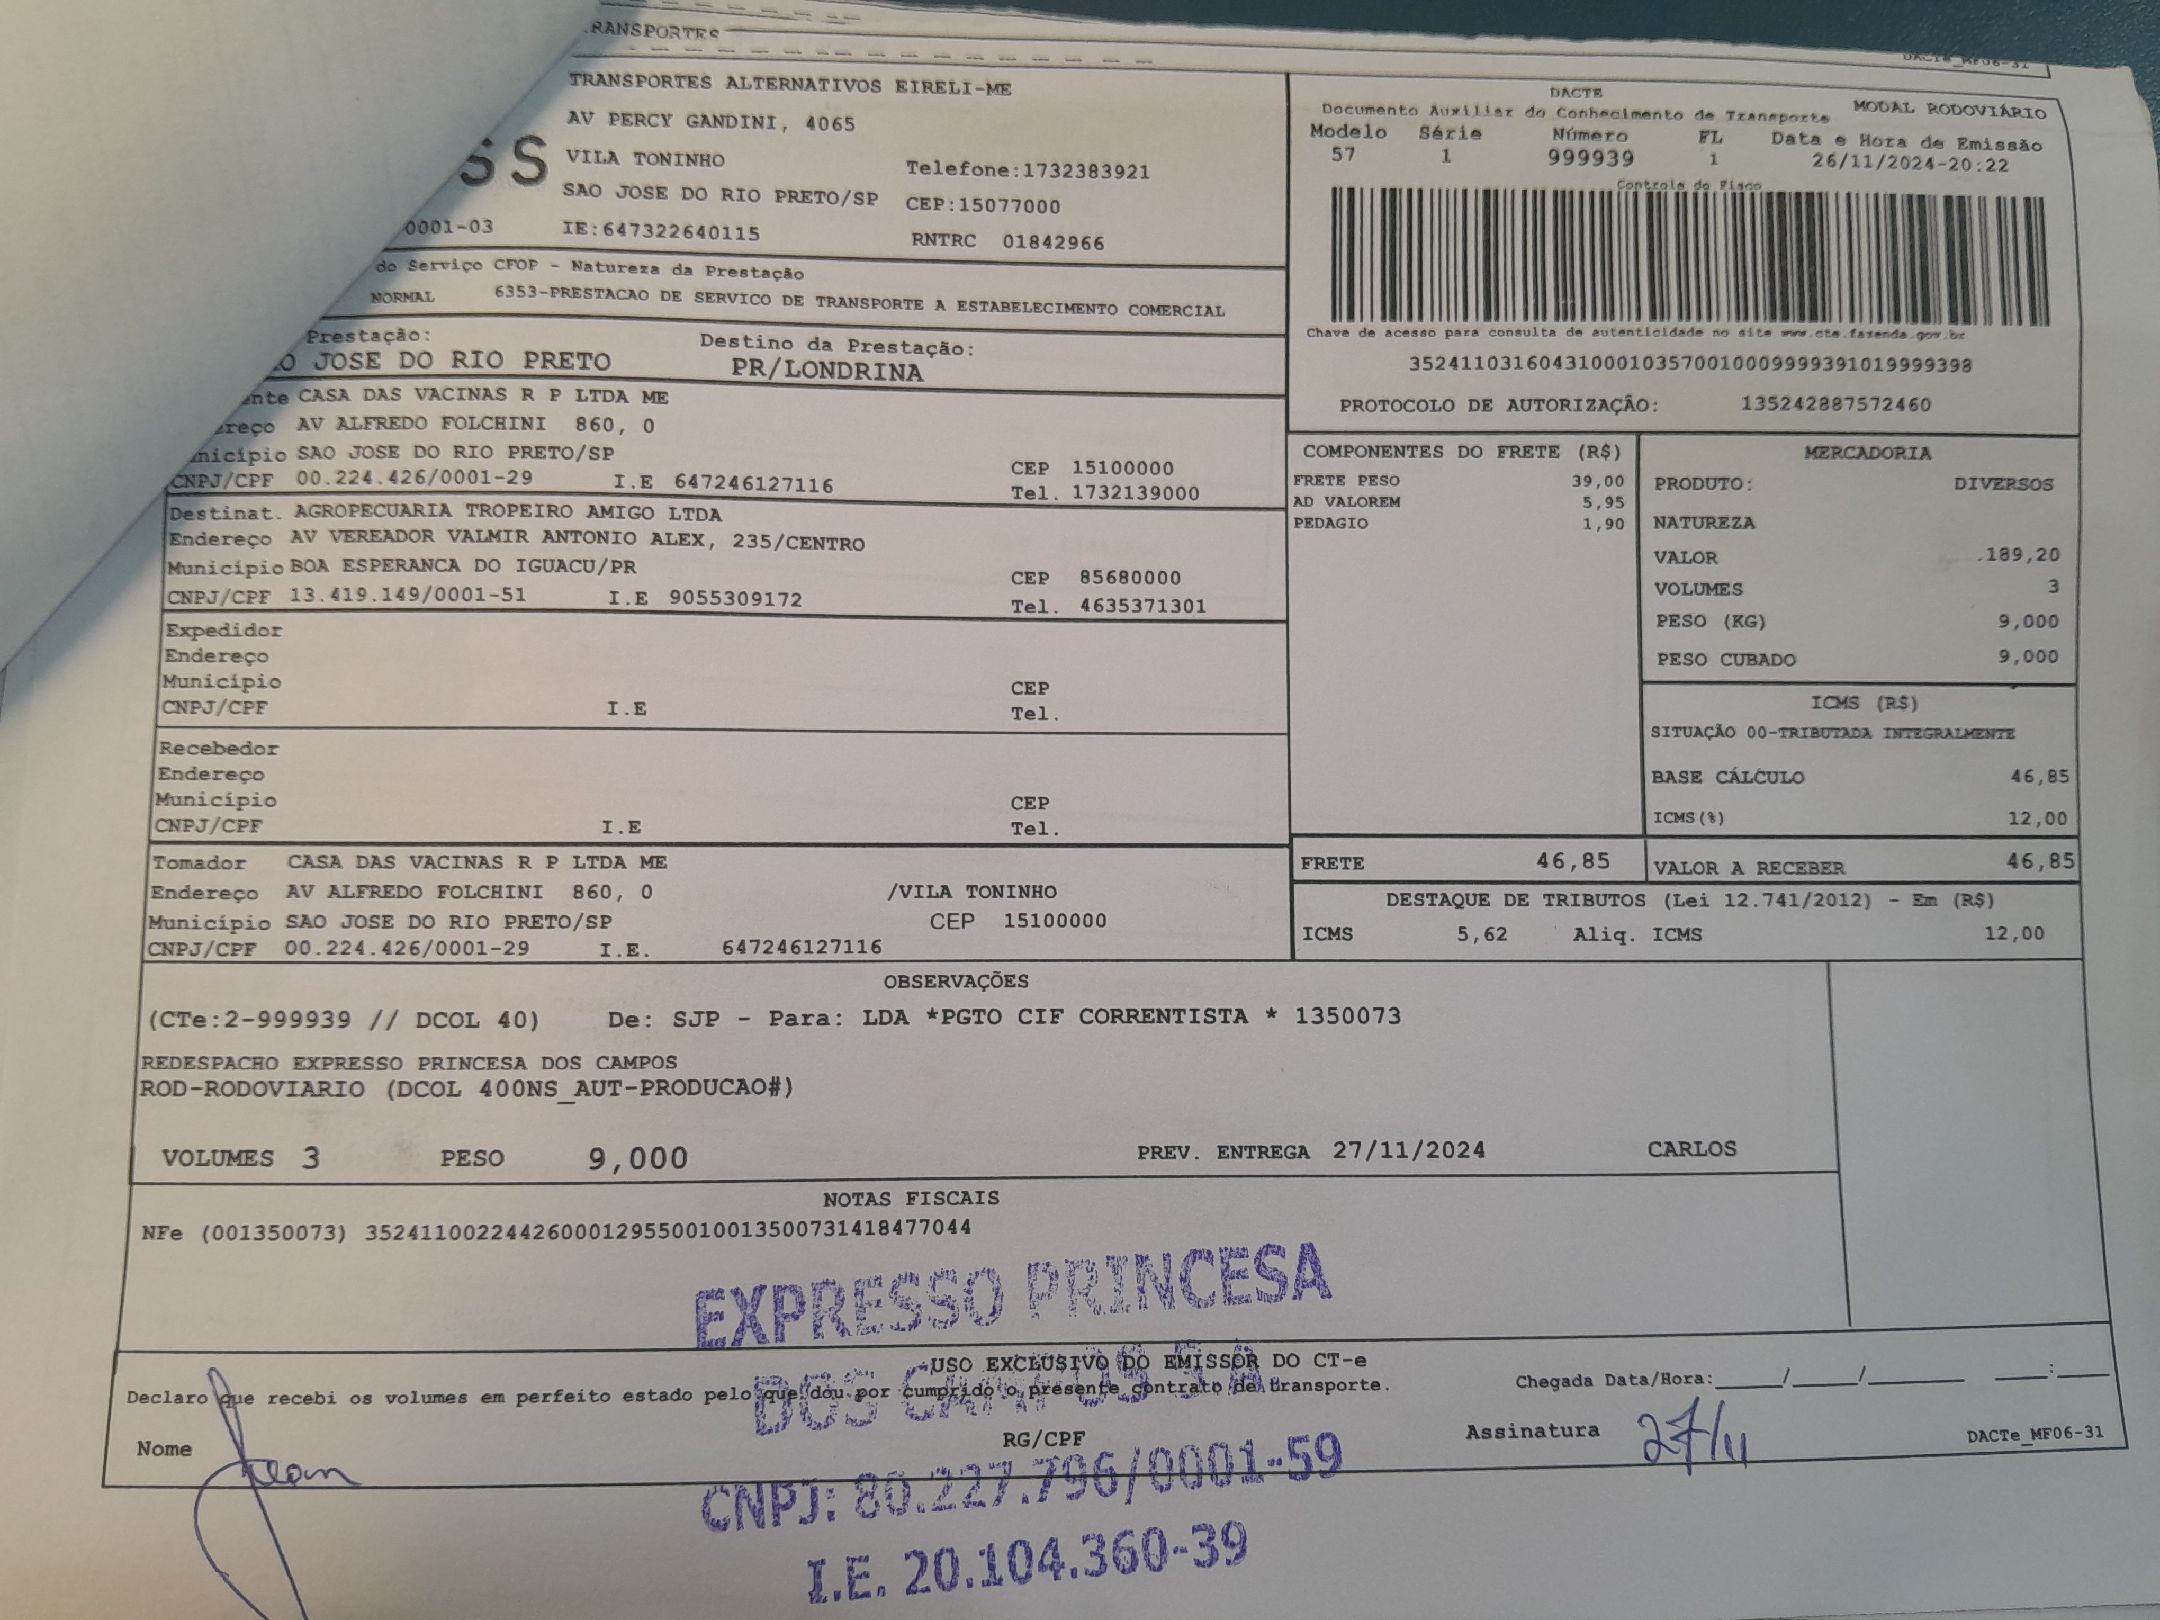 TRANSPORTES
DACTe_MF06-31
TRANSPORTES ALTERNATIVOS EIRELI-ME
AV PERCY GANDINI, 4065
SS VILA TONINHO Telefone:1732383921
SAO JOSE DO RIO PRETO/SP CEP:15077000
0001-03 IE:647322640115 RNTRC 01842966
do Serviço CFOP - Natureza da Prestação
NORMAL 6353-PRESTACAO DE SERVICO DE TRANSPORTE A ESTABELECIMENTO COMERCIAL
Prestação: Destino da Prestação:
O JOSE DO RIO PRETO PR/LONDRINA
DACTE
Documento Auxiliar do Conhecimento de Transporte MODAL RODOVIÁRIO
Modelo Série Número FL Data e Hora de Emissão
57 1 999939 1 26/11/2024-20:22
Controle do Fisco
Chave de acesso para consulta de autenticidade no site www.cte.fazenda.gov.br
35241103160431000103570010009999391019999398
PROTOCOLO DE AUTORIZAÇÃO: 135242887572460
ente CASA DAS VACINAS R P LTDA ME
ereço AV ALFREDO FOLCHINI 860, 0
nicípio SAO JOSE DO RIO PRETO/SP CEP 15100000
CNPJ/CPF 00.224.426/0001-29 I.E 647246127116 Tel. 1732139000
Destinat. AGROPECUARIA TROPEIRO AMIGO LTDA
Endereço AV VEREADOR VALMIR ANTONIO ALEX, 235/CENTRO
Município BOA ESPERANCA DO IGUACU/PR CEP 85680000
CNPJ/CPF 13.419.149/0001-51 I.E 9055309172 Tel. 4635371301
Expedidor
Endereço
Município CEP
CNPJ/CPF I.E Tel.
Recebedor
Endereço
Município CEP
CNPJ/CPF I.E Tel.
Tomador CASA DAS VACINAS R P LTDA ME
Endereço AV ALFREDO FOLCHINI 860, 0 /VILA TONINHO
Município SAO JOSE DO RIO PRETO/SP CEP 15100000
CNPJ/CPF 00.224.426/0001-29 I.E. 647246127116
COMPONENTES DO FRETE (R$)
FRETE PESO 39,00
AD VALOREM 5,95
PEDAGIO 1,90
MERCADORIA
PRODUTO: DIVERSOS
NATUREZA
VALOR .189,20
VOLUMES 3
PESO (KG) 9,000
PESO CUBADO 9,000
ICMS (R$)
SITUAÇÃO 00-TRIBUTADA INTEGRALMENTE
BASE CÁLCULO 46,85
ICMS(%) 12,00
FRETE 46,85 VALOR A RECEBER 46,85
DESTAQUE DE TRIBUTOS (Lei 12.741/2012) - Em (R$)
ICMS 5,62 Aliq. ICMS 12,00
OBSERVAÇÕES
(CTe:2-999939 // DCOL 40) De: SJP - Para: LDA *PGTO CIF CORRENTISTA * 1350073
REDESPACHO EXPRESSO PRINCESA DOS CAMPOS
ROD-RODOVIARIO (DCOL 400NS_AUT-PRODUCAO#)
VOLUMES 3 PESO 9,000 PREV. ENTREGA 27/11/2024 CARLOS
NOTAS FISCAIS
NFe (001350073) 35241100224426000129550010013500731418477044
EXPRESSO PRINCESA
DOS CAMPOS S.A.
CNPJ: 80.227.796/0001-59
I.E. 20.104.360-39
USO EXCLUSIVO DO EMISSOR DO CT-e
Declaro que recebi os volumes em perfeito estado pelo que dou por cumprido o presente contrato de transporte. Chegada Data/Hora:____/____/______ ___:___
Nome Jean RG/CPF Assinatura 27/11 DACTe_MF06-31